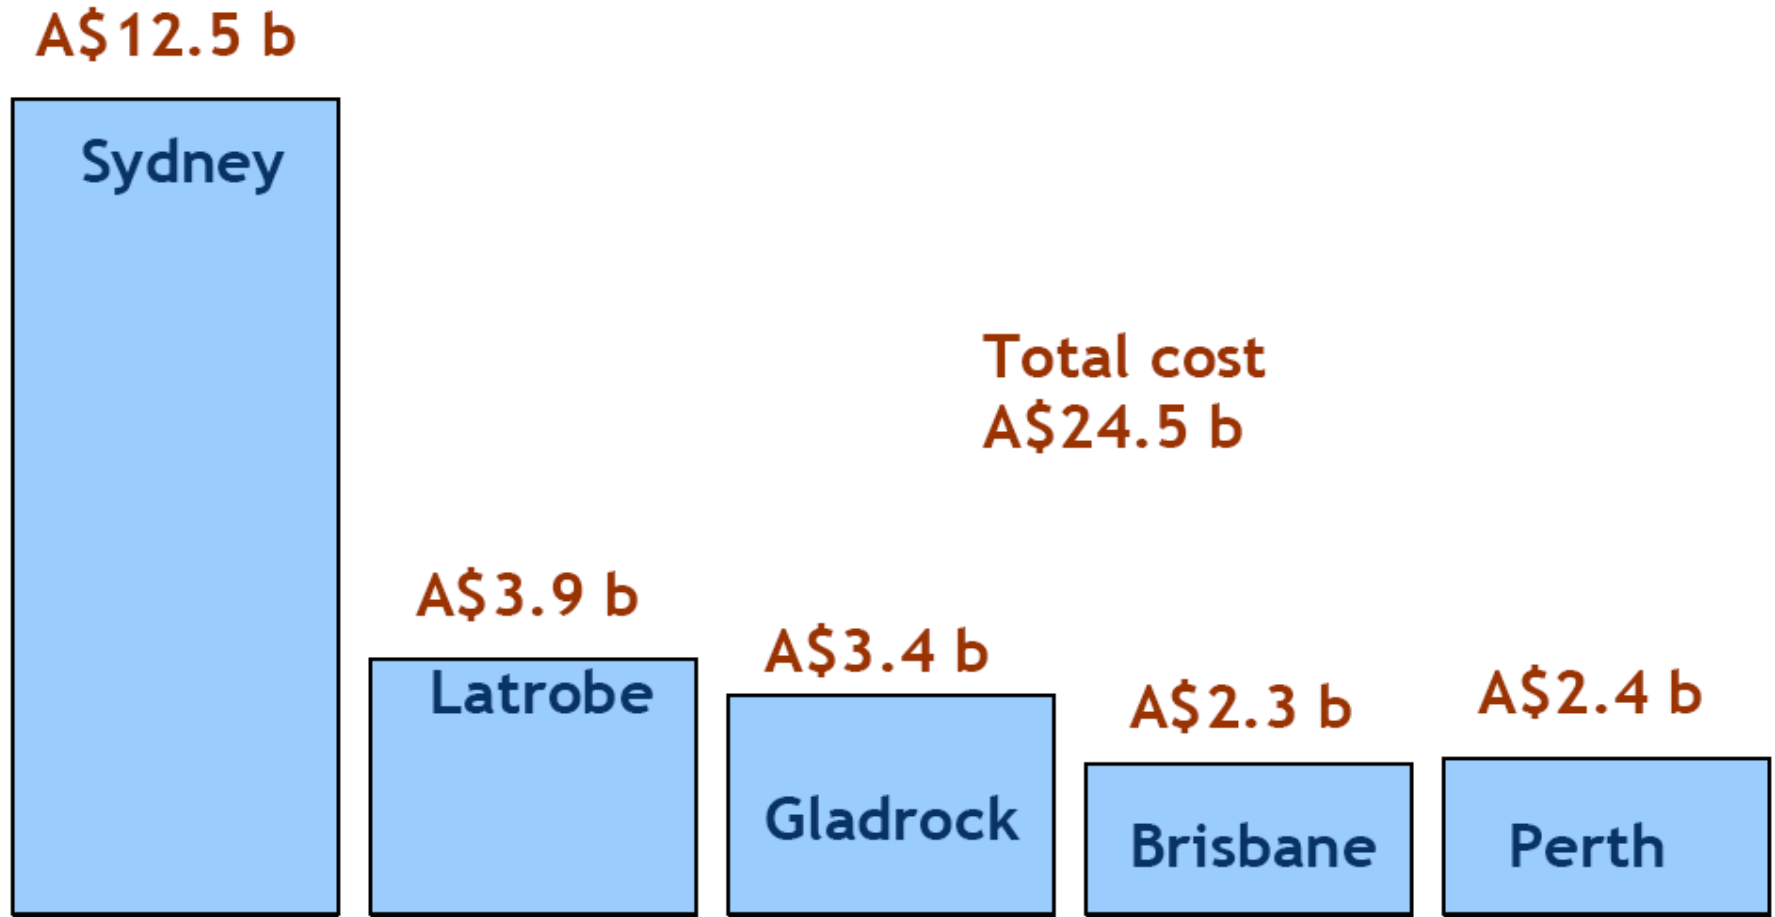 A$12.5 b
Sydney
Total cost
A$24.5 b
A$3.9 b
Latrobe
A$3.4 b
Gladrock
A$2.3 b
Brisbane
A$2.4 b
Perth